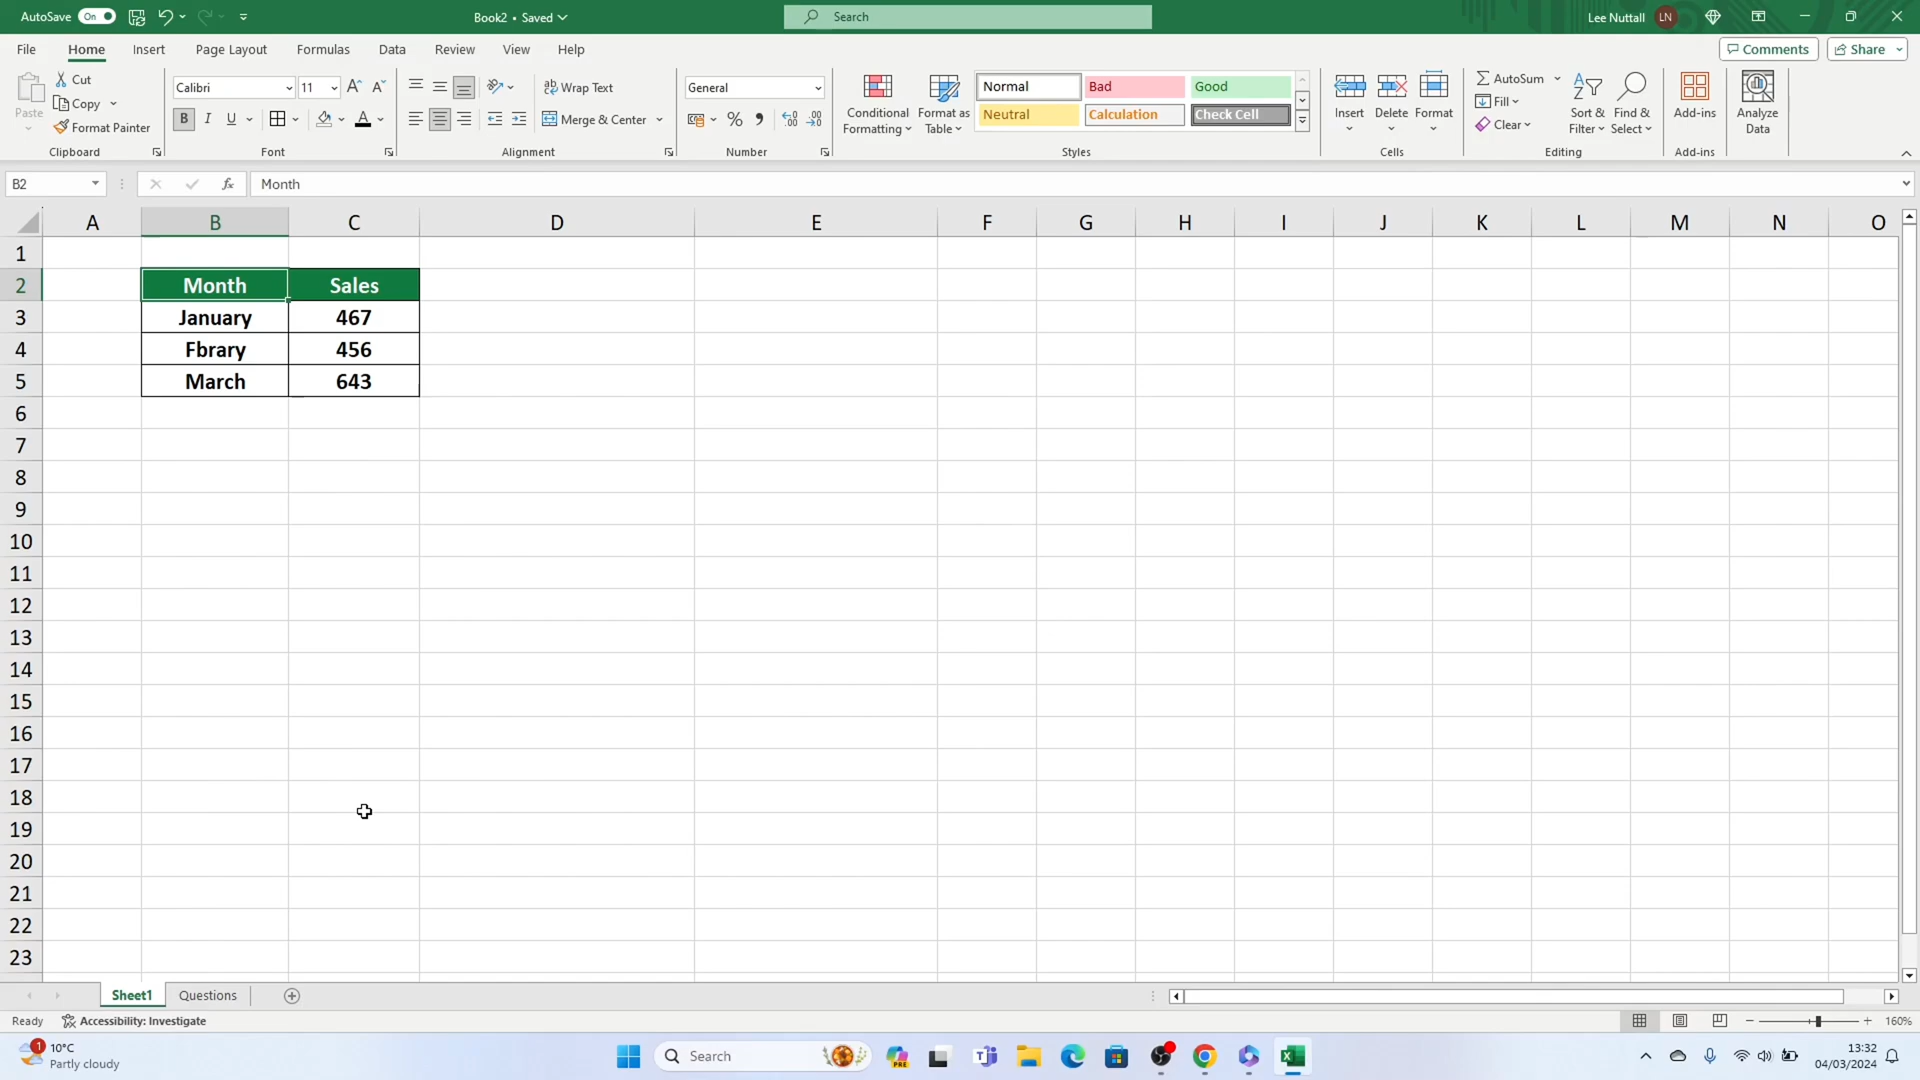 AutoSave On Book2 • Saved Search Lee Nuttall LN
File Home Insert Page Layout Formulas Data Review View Help Comments Share
Paste Cut Copy Format Painter Clipboard
Calibri 11 B I U A Font
Wrap Text Merge & Center Alignment
General % Number
Conditional Formatting Format as Table Normal Bad Good Neutral Calculation Check Cell Styles
Insert Delete Format Cells
AutoSum Fill Clear Sort & Filter Find & Select Editing
Add-ins Add-ins
Analyze Data
B2 fx Month
A B C D E F G H I J K L M N O
1
2 Month Sales
3 January 467
4 Fbrary 456
5 March 643
6
7
8
9
10
11
12
13
14
15
16
17
18
19
20
21
22
23
Sheet1 Questions
Ready Accessibility: Investigate 160%
1 10°C Search PRE 13:32
Partly cloudy 04/03/2024